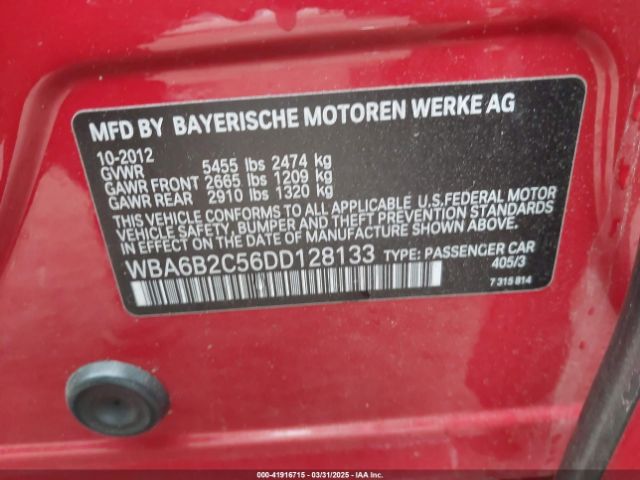 MFD BY BAYERISCHE MOTOREN WERKE AG
10-2012
GVWR 5455 lbs 2474 kg
GAWR FRONT 2665 lbs 1209 kg
GAWR REAR 2910 lbs 1320 kg
THIS VEHICLE CONFORMS TO ALL APPLICABLE U.S.FEDERAL MOTOR
VEHICLE SAFETY, BUMPER AND THEFT PREVENTION STANDARDS
IN EFFECT ON THE DATE OF MANUFACTURE SHOWN ABOVE.
WBA6B2C56DD128133 TYPE: PASSENGER CAR
405/3
7 315 814
000-41916715 - 03/31/2025 - IAA Inc.